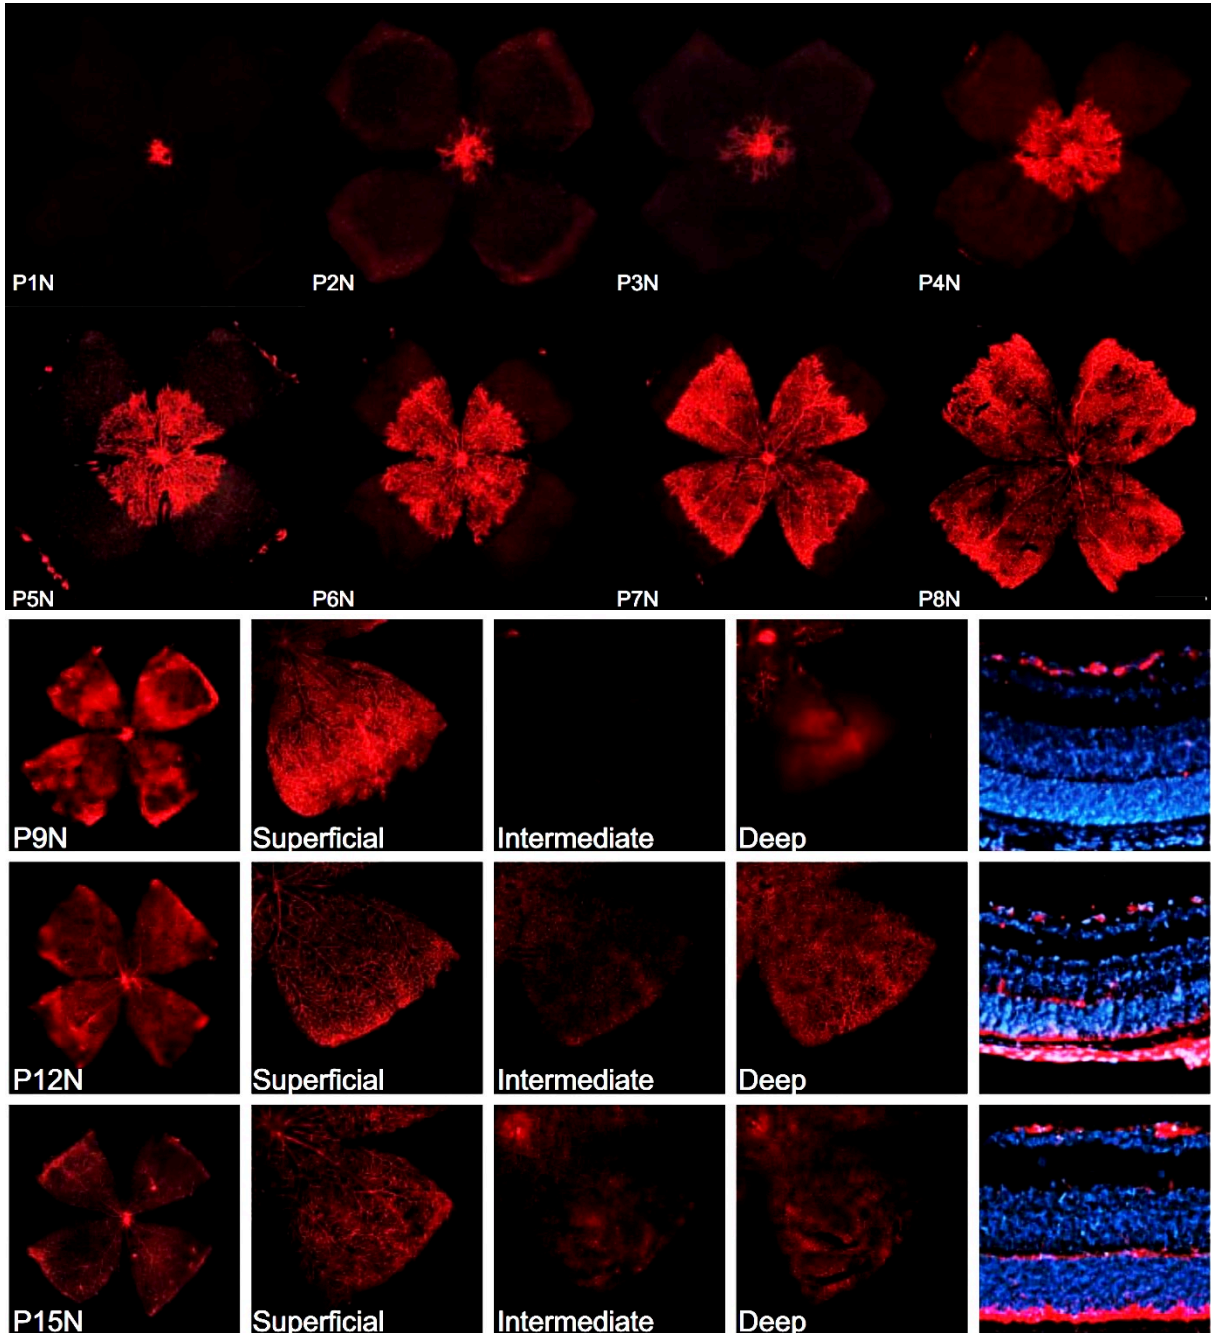 P1N
P2N
P3N
P4N
P5N
P6N
P7N
P8N
P9N
Superficial
Intermediate
Deep
P12N
Superficial
Intermediate
Deep
P15N
Superficial
Intermediate
Deep